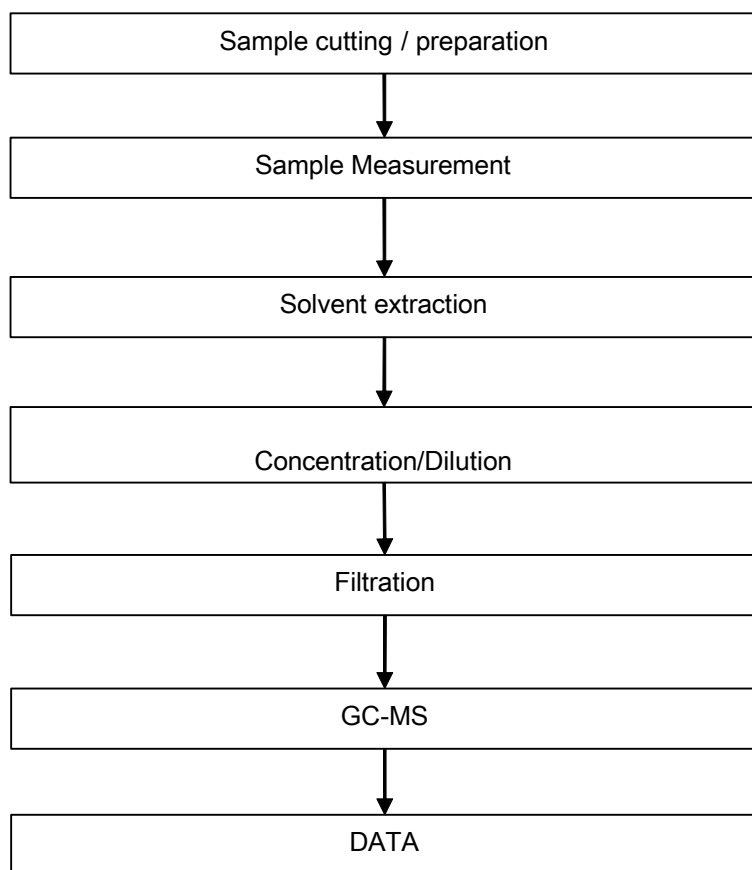 Sample cutting / preparation
Sample Measurement
Solvent extraction
Concentration/Dilution
Filtration
GC-MS
DATA